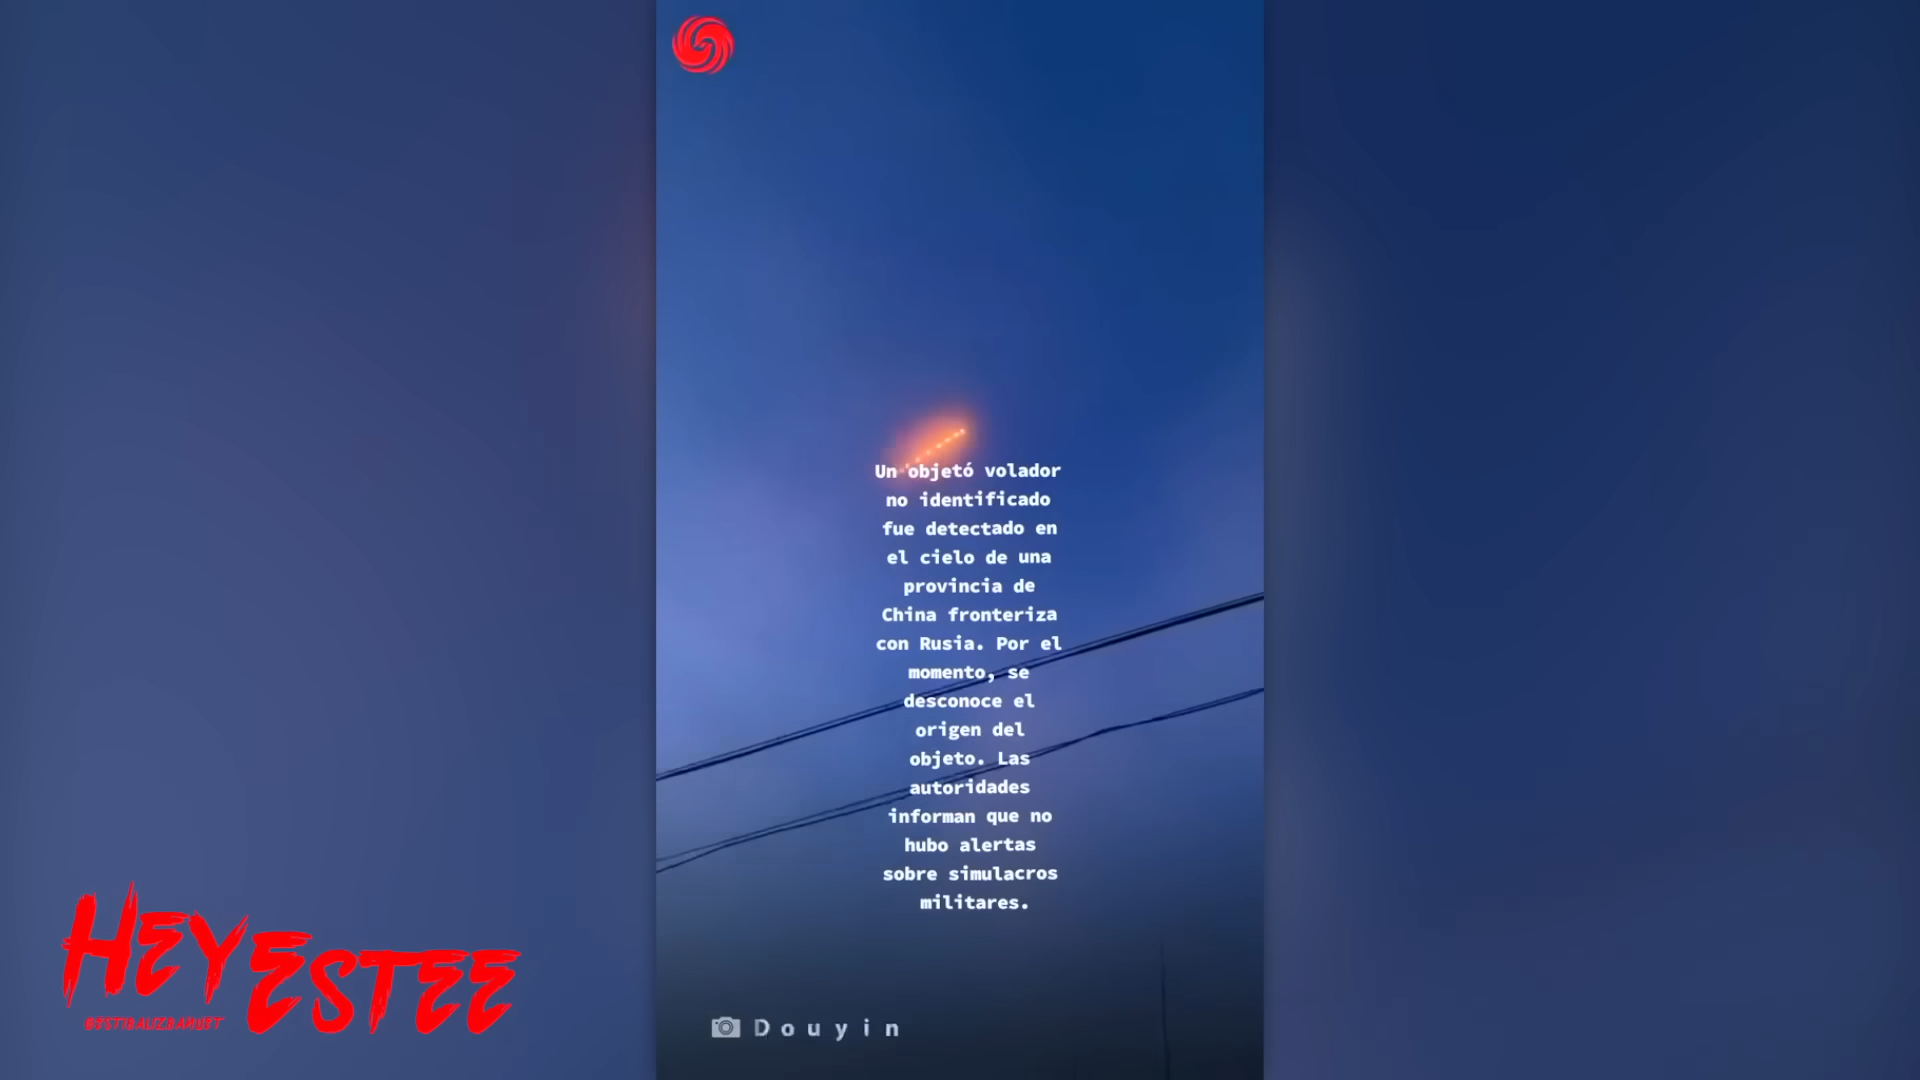 Un objetó volador
no identificado
fue detectado en
el cielo de una
provincia de
China fronteriza
con Rusia. Por el
momento, se
desconoce el
origen del
objeto. Las
autoridades
informan que no
hubo alertas
sobre simulacros
militares.
Douyin
HEYESTEE